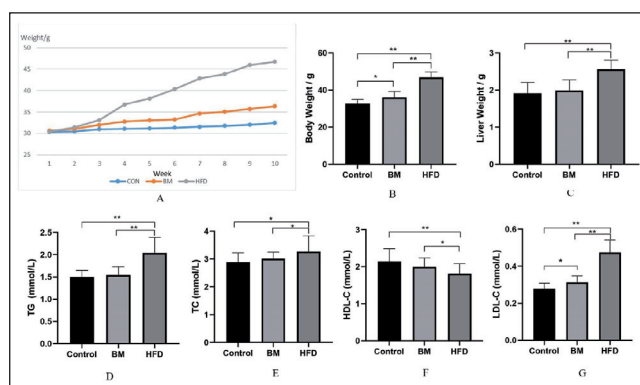 Weight/g
50
45
40
35
30
25
1 2 3 4 5 6 7 8 9 10
Week
CON BM HFD
A
Body Weight / g
60
40
20
0
**
**
*
Control BM HFD
B
Liver Weight / g
3
2
1
0
**
**
Control BM HFD
C
TG (mmol/L)
2.5
2.0
1.5
1.0
0.5
0.0
**
**
Control BM HFD
D
TC (mmol/L)
4
3
2
1
0
*
*
Control BM HFD
E
HDL-C (mmol/L)
3
2
1
0
**
*
Control BM HFD
F
LDL-C (mmol/L)
0.6
0.4
0.2
0.0
**
**
*
Control BM HFD
G